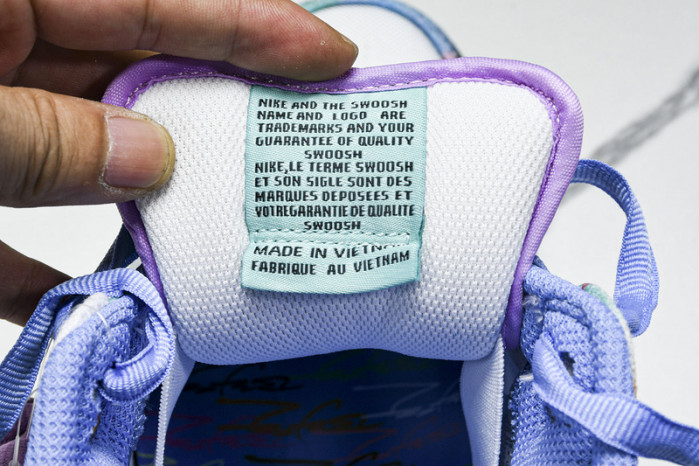 NIKE AND THE SWOOSH
NAME AND LOGO ARE
TRADEMARKS AND YOUR
GUARANTEE OF QUALITY
SWOOSH
NIKE, LE TERME SWOOSH
ET SON SIGLE SONT DES
MARQUES DEPOSEES ET
VOTREGARANTIE DE QUALITE
SWOOSH
MADE IN VIETNAM
FABRIQUE AU VIETNAM